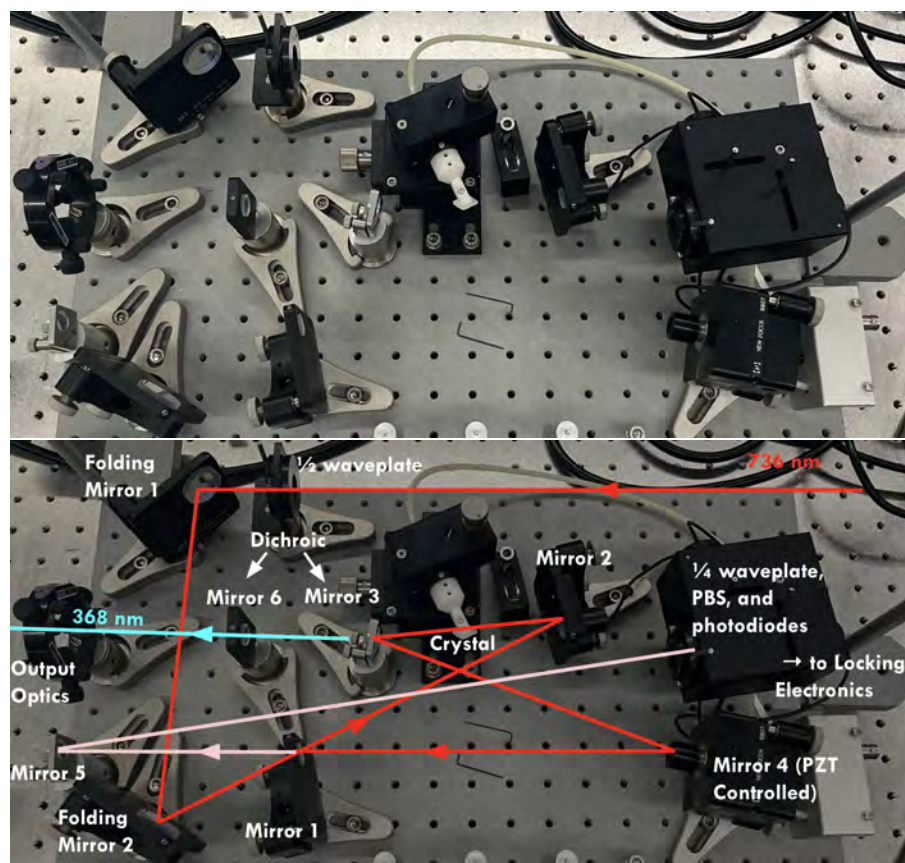 NEW FOCUS
Folding
Mirror 1
½ waveplate
736 nm
Dichroic
Mirror 6
Mirror 3
Mirror 2
¼ waveplate,
PBS, and
photodiodes
368 nm
Crystal
Output
Optics
→ to Locking
Electronics
Mirror 5
Mirror 4 (PZT
Controlled)
Folding
Mirror 2
Mirror 1